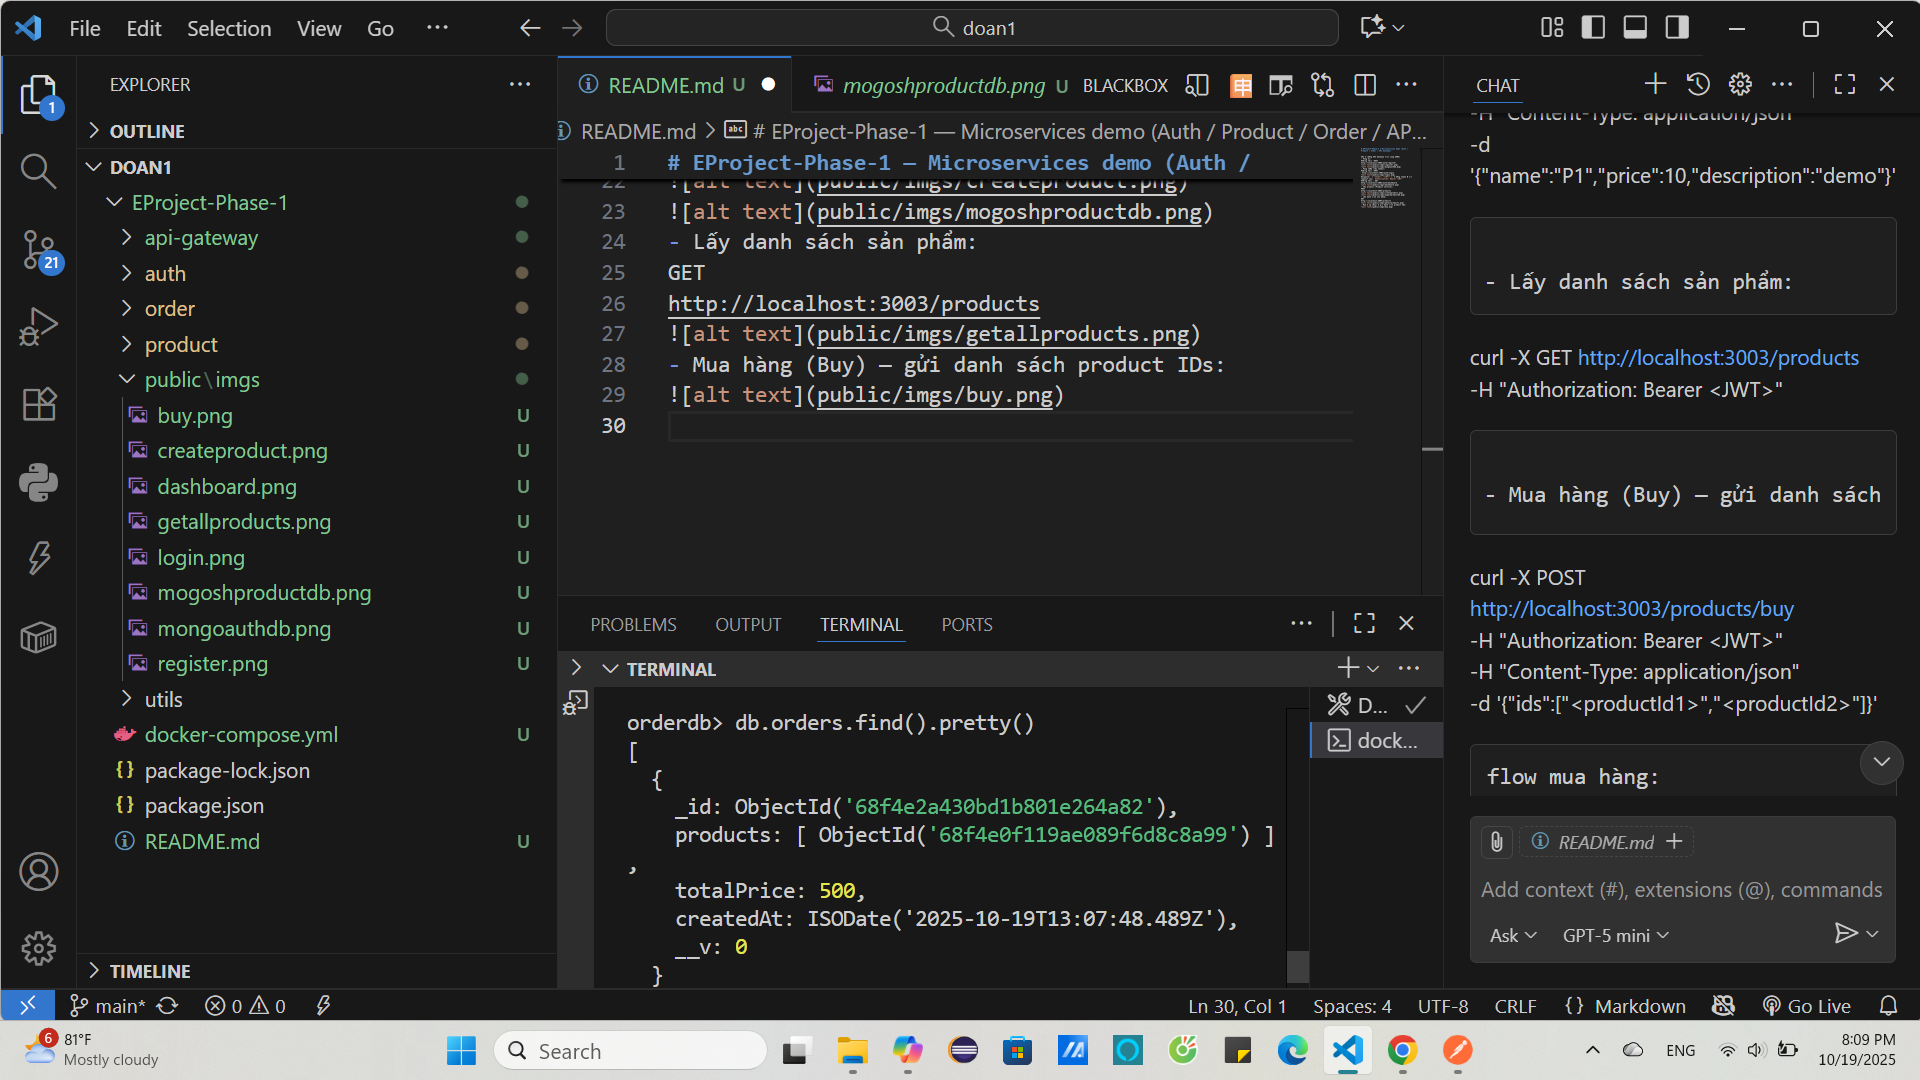 File Edit Selection View Go ...
doan1
EXPLORER
OUTLINE
DOAN1
EProject-Phase-1
api-gateway
auth
order
product
public\imgs
buy.png U
createproduct.png U
dashboard.png U
getallproducts.png U
login.png U
mogoshproductdb.png U
mongoauthdb.png U
register.png U
utils
docker-compose.yml U
package-lock.json
package.json
README.md U
TIMELINE
1
21
README.md U
mogoshproductdb.png U
BLACKBOX
README.md > # EProject-Phase-1 — Microservices demo (Auth / Product / Order / AP...
1 # EProject-Phase-1 — Microservices demo (Auth /
22 ![alt text](public/imgs/createproduct.png)
23 ![alt text](public/imgs/mogoshproductdb.png)
24 - Lấy danh sách sản phẩm:
25 GET
26 http://localhost:3003/products
27 ![alt text](public/imgs/getallproducts.png)
28 - Mua hàng (Buy) — gửi danh sách product IDs:
29 ![alt text](public/imgs/buy.png)
30
PROBLEMS OUTPUT TERMINAL PORTS
TERMINAL
orderdb> db.orders.find().pretty()
[
{
_id: ObjectId('68f4e2a430bd1b801e264a82'),
products: [ ObjectId('68f4e0f119ae089f6d8c8a99') ]
,
totalPrice: 500,
createdAt: ISODate('2025-10-19T13:07:48.489Z'),
__v: 0
}
D...
dock...
CHAT
-H "Content-Type: application/json"
-d
'{"name":"P1","price":10,"description":"demo"}'
- Lấy danh sách sản phẩm:
curl -X GET http://localhost:3003/products
-H "Authorization: Bearer <JWT>"
- Mua hàng (Buy) — gửi danh sách
curl -X POST
http://localhost:3003/products/buy
-H "Authorization: Bearer <JWT>"
-H "Content-Type: application/json"
-d '{"ids":["<productId1>","<productId2>"]}'
flow mua hàng:
README.md
Add context (#), extensions (@), commands
Ask GPT-5 mini
main* 0 0
Ln 30, Col 1 Spaces: 4 UTF-8 CRLF {} Markdown Go Live
6
81°F
Mostly cloudy
Search
ENG
8:09 PM
10/19/2025